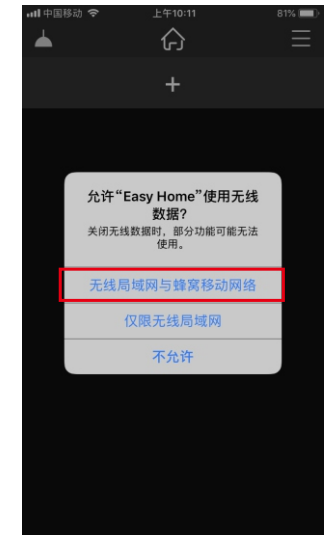 中国移动 上午10:11 81%
+
允许“Easy Home”使用无线
数据?
关闭无线数据时，部分功能可能无法
使用。
无线局域网与蜂窝移动网络
仅限无线局域网
不允许